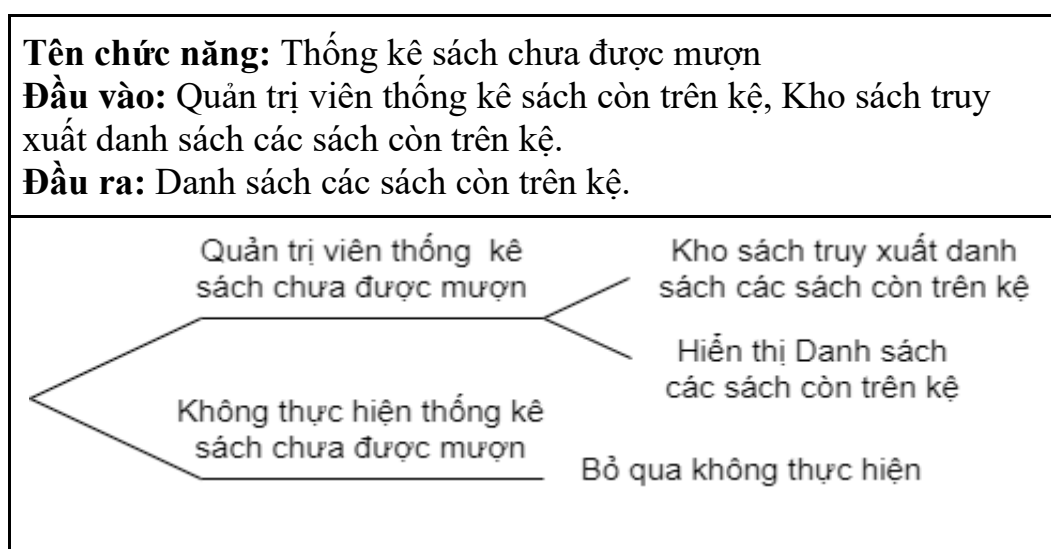 Tên chức năng: Thống kê sách chưa được mượn
Đầu vào: Quản trị viên thống kê sách còn trên kệ, Kho sách truy
xuất danh sách các sách còn trên kệ.
Đầu ra: Danh sách các sách còn trên kệ.
Quản trị viên thống kê
sách chưa được mượn
Kho sách truy xuất danh
sách các sách còn trên kệ
Hiển thị Danh sách
các sách còn trên kệ
Không thực hiện thống kê
sách chưa được mượn
Bỏ qua không thực hiện